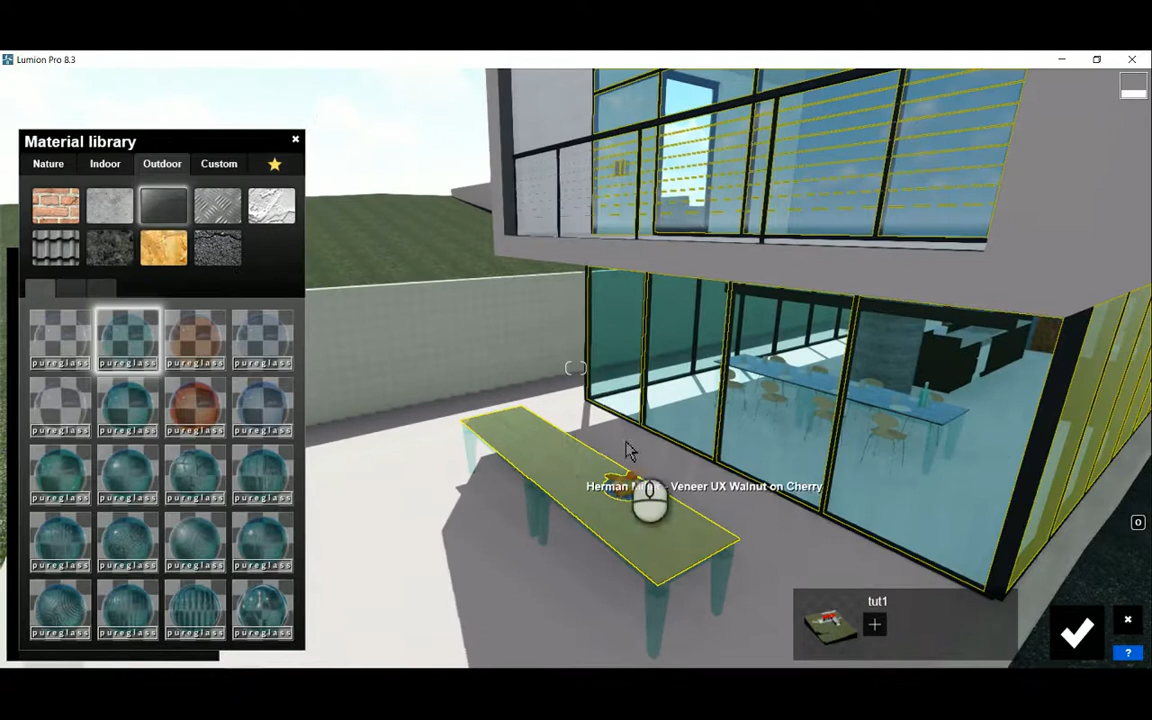 Lumion Pro 8.3
Material library
Nature Indoor Outdoor Custom
pureglass pureglass pureglass pureglass
pureglass pureglass pureglass pureglass
pureglass pureglass pureglass pureglass
pureglass pureglass pureglass pureglass
pureglass pureglass pureglass pureglass
Herman Veneer UX Walnut on Cherry
tut1